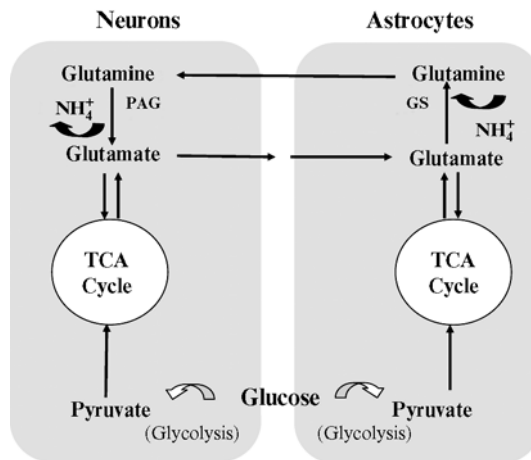 Neurons
Astrocytes
Glutamine
Glutamine
NH4+
PAG
GS
NH4+
Glutamate
Glutamate
TCA
Cycle
TCA
Cycle
Glucose
Pyruvate
Pyruvate
(Glycolysis)
(Glycolysis)